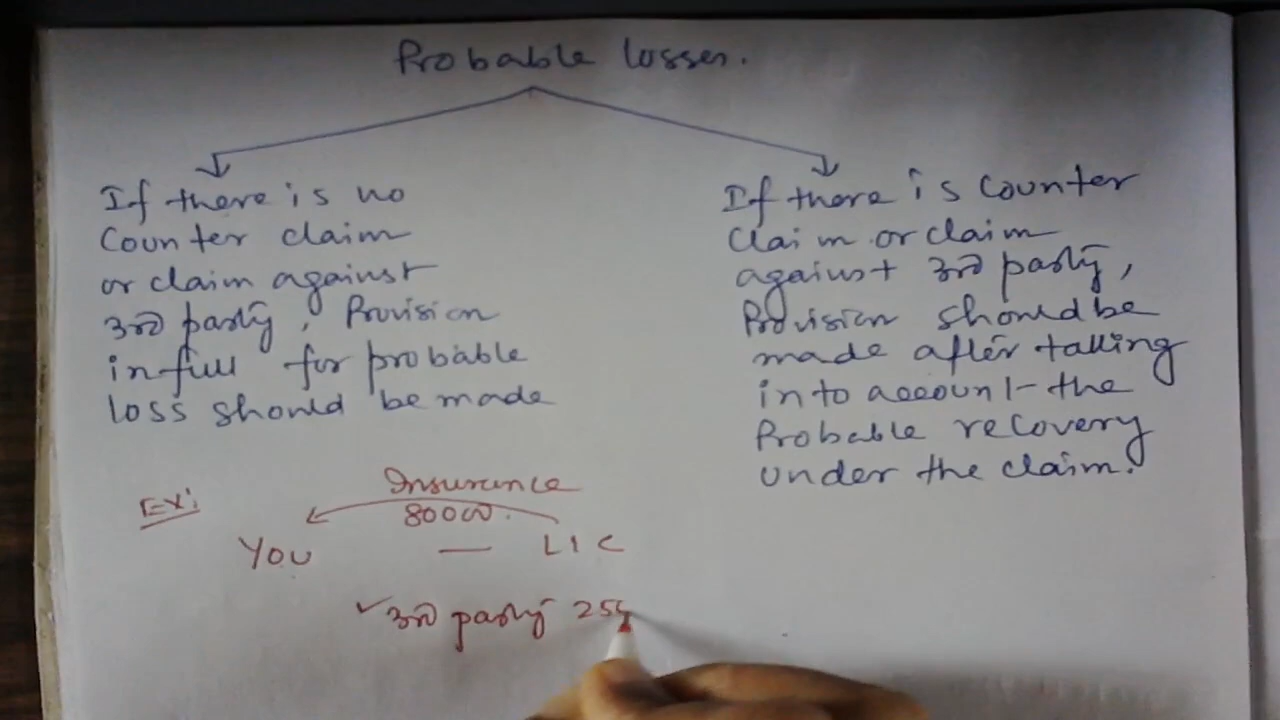 Probable losses.
If there is no
Counter claim
or claim against
3rd party, Provision
in full for probable
loss should be made
If there is Counter
Claim or claim
against 3rd party,
Provision should be
made after talking
into account the
Probable recovery
under the claim.
Ex:
Insurance
80000.
YOU — LIC
✓ 3rd party